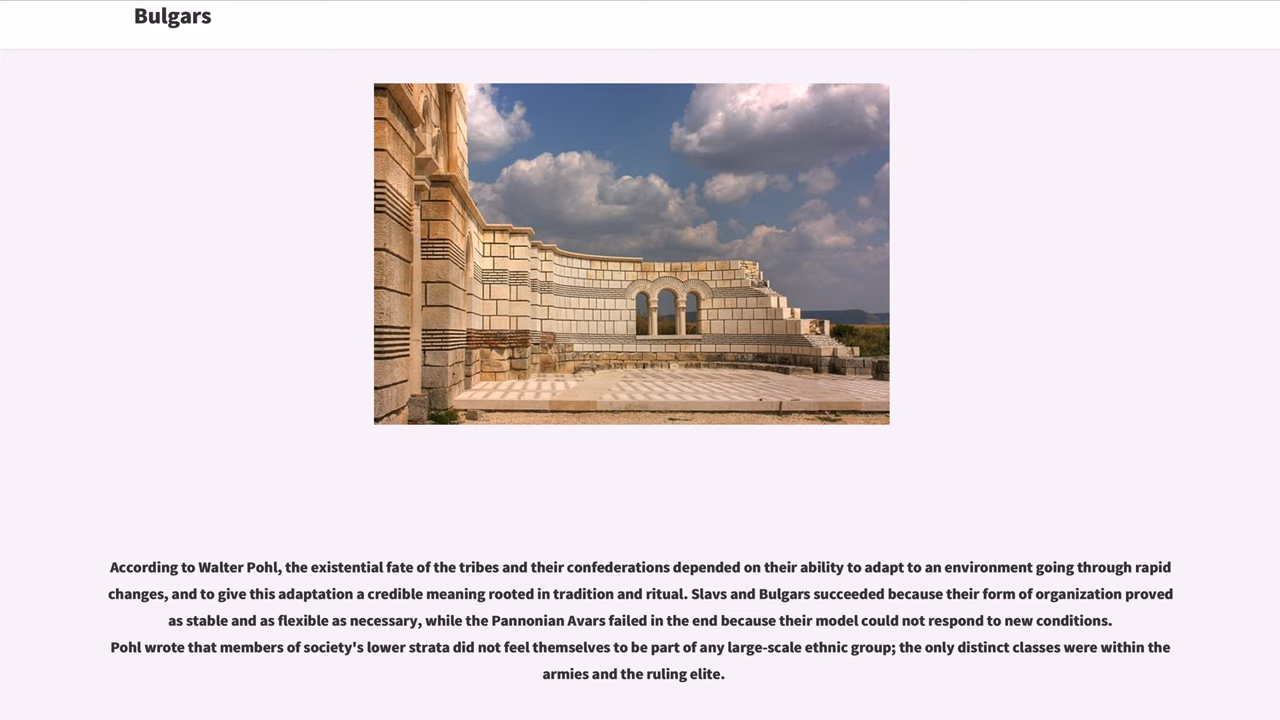 Bulgars
According to Walter Pohl, the existential fate of the tribes and their confederations depended on their ability to adapt to an environment going through rapid
changes, and to give this adaptation a credible meaning rooted in tradition and ritual. Slavs and Bulgars succeeded because their form of organization proved
as stable and as flexible as necessary, while the Pannonian Avars failed in the end because their model could not respond to new conditions.
Pohl wrote that members of society's lower strata did not feel themselves to be part of any large-scale ethnic group; the only distinct classes were within the
armies and the ruling elite.